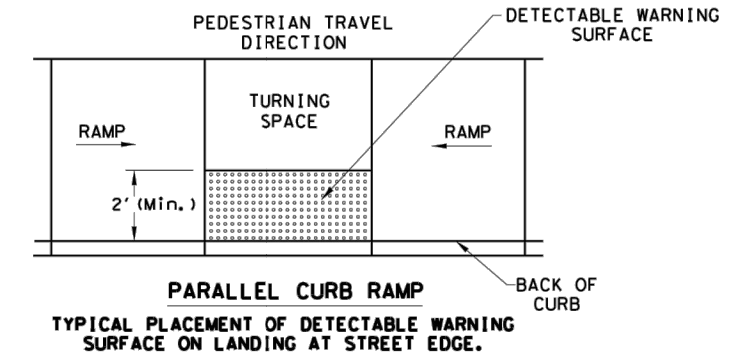 PEDESTRIAN TRAVEL
DIRECTION
DETECTABLE WARNING
SURFACE
TURNING
SPACE
RAMP
RAMP
2' (Min.)
BACK OF
CURB
PARALLEL CURB RAMP
TYPICAL PLACEMENT OF DETECTABLE WARNING
SURFACE ON LANDING AT STREET EDGE.